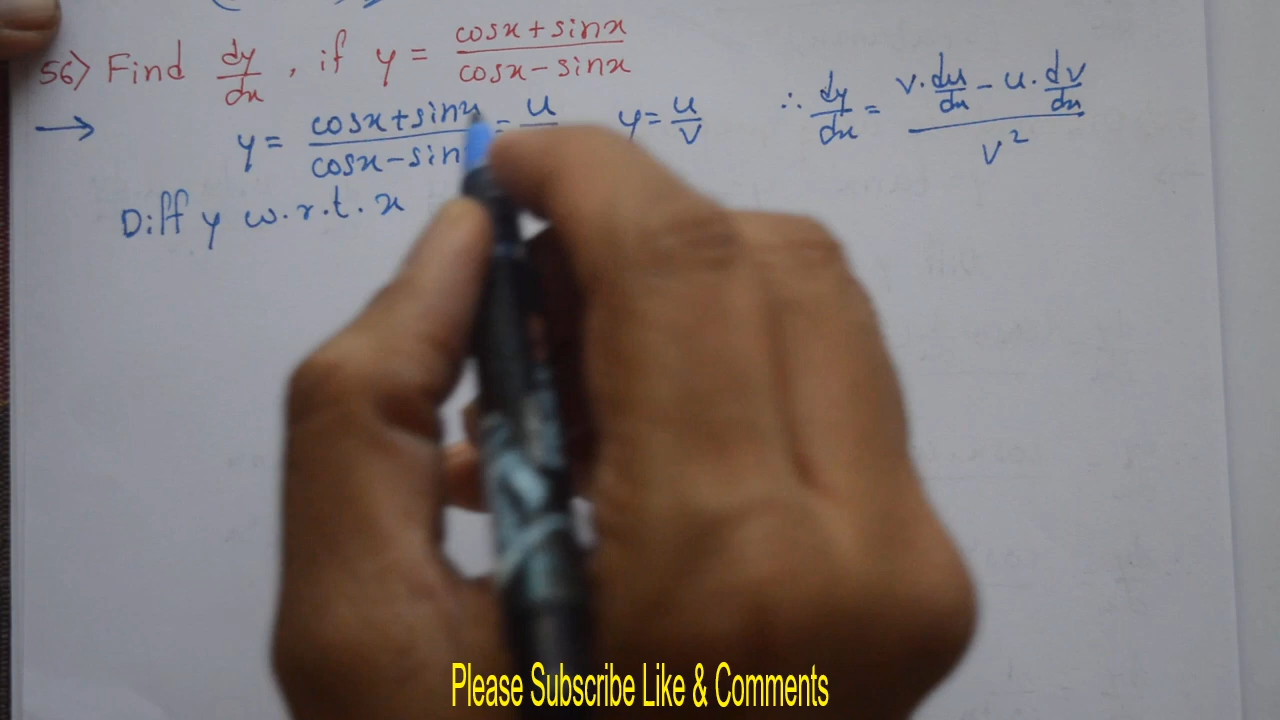 56) Find dy/dx, if y = cosx + sinx / cosx - sinx
→ y = cosx + sinx / cosx - sin = u / y = u/v ∴ dy/dx = v.du/dx - u.dv/dx / v²
Diff y w.r.t. x
Please Subscribe Like & Comments